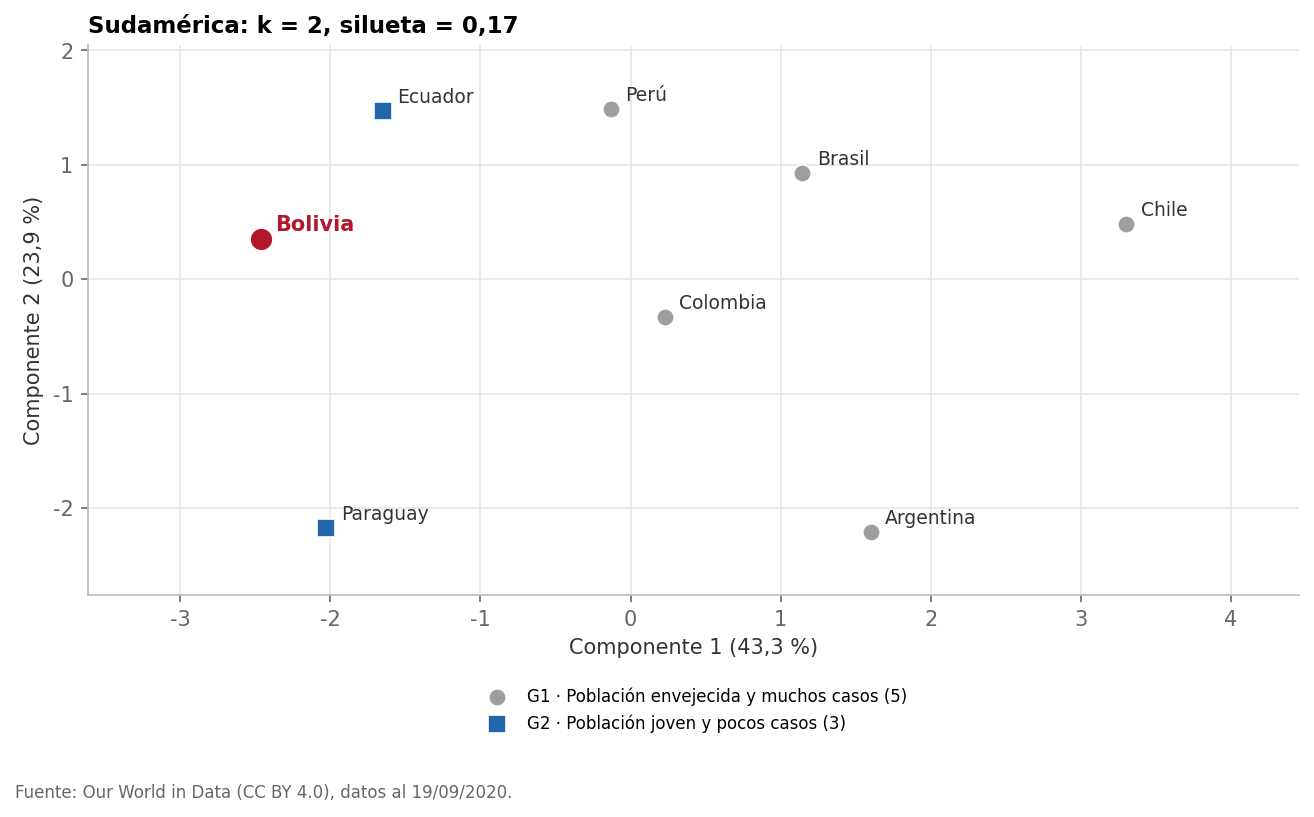 Sudamérica: k = 2, silueta = 0,17
Componente 2 (23,9 %)
2
1
0
-1
-2
Ecuador
Perú
Brasil
Chile
Bolivia
Colombia
Paraguay
Argentina
-3 -2 -1 0 1 2 3 4
Componente 1 (43,3 %)
G1 · Población envejecida y muchos casos (5)
G2 · Población joven y pocos casos (3)
Fuente: Our World in Data (CC BY 4.0), datos al 19/09/2020.